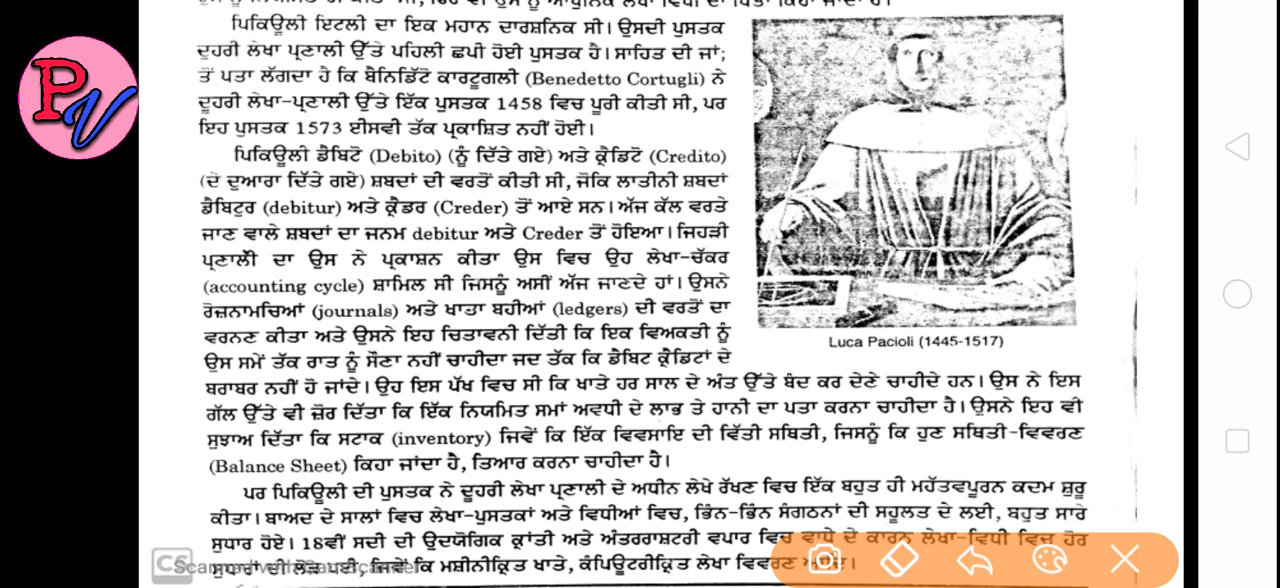 ਪਿਕਿਊਲੀ ਇਟਲੀ ਦਾ ਇਕ ਮਹਾਨ ਦਾਰਸ਼ਨਿਕ ਸੀ। ਉਸਦੀ ਪੁਸਤਕ
ਦੁਹਰੀ ਲੇਖਾ ਪ੍ਰਣਾਲੀ ਉੱਤੇ ਪਹਿਲੀ ਛਪੀ ਹੋਈ ਪੁਸਤਕ ਹੈ। ਸਾਹਿਤ ਦੀ ਜਾਂ;
ਤੋਂ ਪਤਾ ਲੱਗਦਾ ਹੈ ਕਿ ਬੈਨਿਡਿੱਟੋ ਕਾਰਟੂਗਲੀ (Benedetto Cortugli) ਨੇ
ਦੂਹਰੀ ਲੇਖਾ-ਪ੍ਰਣਾਲੀ ਉੱਤੇ ਇੱਕ ਪੁਸਤਕ 1458 ਵਿਚ ਪੂਰੀ ਕੀਤੀ ਸੀ, ਪਰ
ਇਹ ਪੁਸਤਕ 1573 ਈਸਵੀ ਤੱਕ ਪ੍ਰਕਾਸ਼ਿਤ ਨਹੀਂ ਹੋਈ।
ਪਿਕਿਊਲੀ ਡੈਬਿਟੋ (Debito) (ਨੂੰ ਦਿੱਤੇ ਗਏ) ਅਤੇ ਕ੍ਰੈਡਿਟੋ (Credito)
(ਦੇ ਦੁਆਰਾ ਦਿੱਤੇ ਗਏ) ਸ਼ਬਦਾਂ ਦੀ ਵਰਤੋਂ ਕੀਤੀ ਸੀ, ਜੋਕਿ ਲਾਤੀਨੀ ਸ਼ਬਦਾਂ
ਡੈਬਿਟੁਰ (debitur) ਅਤੇ ਕ੍ਰੈਡਰ (Creder) ਤੋਂ ਆਏ ਸਨ। ਅੱਜ ਕੱਲ ਵਰਤੇ
ਜਾਣ ਵਾਲੇ ਸ਼ਬਦਾਂ ਦਾ ਜਨਮ debitur ਅਤੇ Creder ਤੋਂ ਹੋਇਆ। ਜਿਹੜੀ
ਪ੍ਰਣਾਲੀ ਦਾ ਉਸ ਨੇ ਪ੍ਰਕਾਸ਼ਨ ਕੀਤਾ ਉਸ ਵਿਚ ਉਹ ਲੇਖਾ-ਚੱਕਰ
(accounting cycle) ਸ਼ਾਮਿਲ ਸੀ ਜਿਸਨੂੰ ਅਸੀਂ ਅੱਜ ਜਾਣਦੇ ਹਾਂ। ਉਸਨੇ
ਰੋਜ਼ਨਾਮਚਿਆਂ (journals) ਅਤੇ ਖਾਤਾ ਬਹੀਆਂ (ledgers) ਦੀ ਵਰਤੋਂ ਦਾ
ਵਰਨਣ ਕੀਤਾ ਅਤੇ ਉਸਨੇ ਇਹ ਚਿਤਾਵਨੀ ਦਿੱਤੀ ਕਿ ਇਕ ਵਿਅਕਤੀ ਨੂੰ
ਉਸ ਸਮੇਂ ਤੱਕ ਰਾਤ ਨੂੰ ਸੌਣਾ ਨਹੀਂ ਚਾਹੀਦਾ ਜਦ ਤੱਕ ਕਿ ਡੈਬਿਟ ਕ੍ਰੈਡਿਟਾਂ ਦੇ
ਬਰਾਬਰ ਨਹੀਂ ਹੋ ਜਾਂਦੇ। ਉਹ ਇਸ ਪੱਖ ਵਿਚ ਸੀ ਕਿ ਖਾਤੇ ਹਰ ਸਾਲ ਦੇ ਅੰਤ ਉੱਤੇ ਬੰਦ ਕਰ ਦੇਣੇ ਚਾਹੀਦੇ ਹਨ। ਉਸ ਨੇ ਇਸ
ਗੱਲ ਉੱਤੇ ਵੀ ਜ਼ੋਰ ਦਿੱਤਾ ਕਿ ਇੱਕ ਨਿਯਮਿਤ ਸਮਾਂ ਅਵਧੀ ਦੇ ਲਾਭ ਤੇ ਹਾਨੀ ਦਾ ਪਤਾ ਕਰਨਾ ਚਾਹੀਦਾ ਹੈ। ਉਸਨੇ ਇਹ ਵੀ
ਸੁਝਾਅ ਦਿੱਤਾ ਕਿ ਸਟਾਕ (inventory) ਜਿਵੇਂ ਕਿ ਇੱਕ ਵਿਵਸਾਇ ਦੀ ਵਿੱਤੀ ਸਥਿਤੀ, ਜਿਸਨੂੰ ਕਿ ਹੁਣ ਸਥਿਤੀ-ਵਿਵਰਣ
(Balance Sheet) ਕਿਹਾ ਜਾਂਦਾ ਹੈ, ਤਿਆਰ ਕਰਨਾ ਚਾਹੀਦਾ ਹੈ।
ਪਰ ਪਿਕਿਊਲੀ ਦੀ ਪੁਸਤਕ ਨੇ ਦੂਹਰੀ ਲੇਖਾ ਪ੍ਰਣਾਲੀ ਦੇ ਅਧੀਨ ਲੇਖੇ ਰੱਖਣ ਵਿਚ ਇੱਕ ਬਹੁਤ ਹੀ ਮਹੱਤਵਪੂਰਨ ਕਦਮ ਸ਼ੁਰੂ
ਕੀਤਾ। ਬਾਅਦ ਦੇ ਸਾਲਾਂ ਵਿਚ ਲੇਖਾ-ਪੁਸਤਕਾਂ ਅਤੇ ਵਿਧੀਆਂ ਵਿਚ, ਭਿੰਨ-ਭਿੰਨ ਸੰਗਠਨਾਂ ਦੀ ਸਹੂਲਤ ਦੇ ਲਈ, ਬਹੁਤ ਸਾਰੇ
ਸੁਧਾਰ ਹੋਏ। 18ਵੀਂ ਸਦੀ ਦੀ ਉਦਯੋਗਿਕ ਕ੍ਰਾਂਤੀ ਅਤੇ ਅੰਤਰਰਾਸ਼ਟਰੀ ਵਪਾਰ ਵਿਚ ਵਾਧੇ ਦੇ ਕਾਰਨ ਲੇਖਾ-ਵਿਧੀ ਵਿਚ ਹੋਰ
ਸੁਧਾਰਾਂ ਦੀ ਲੋੜ ਪਈ, ਜਿਵੇਂ ਕਿ ਮਸ਼ੀਨੀਕ੍ਰਿਤ ਖਾਤੇ, ਕੰਪਿਊਟਰੀਕ੍ਰਿਤ ਲੇਖਾ ਵਿਵਰਣ ਆਦਿ।
Luca Pacioli (1445-1517)
PV
CS